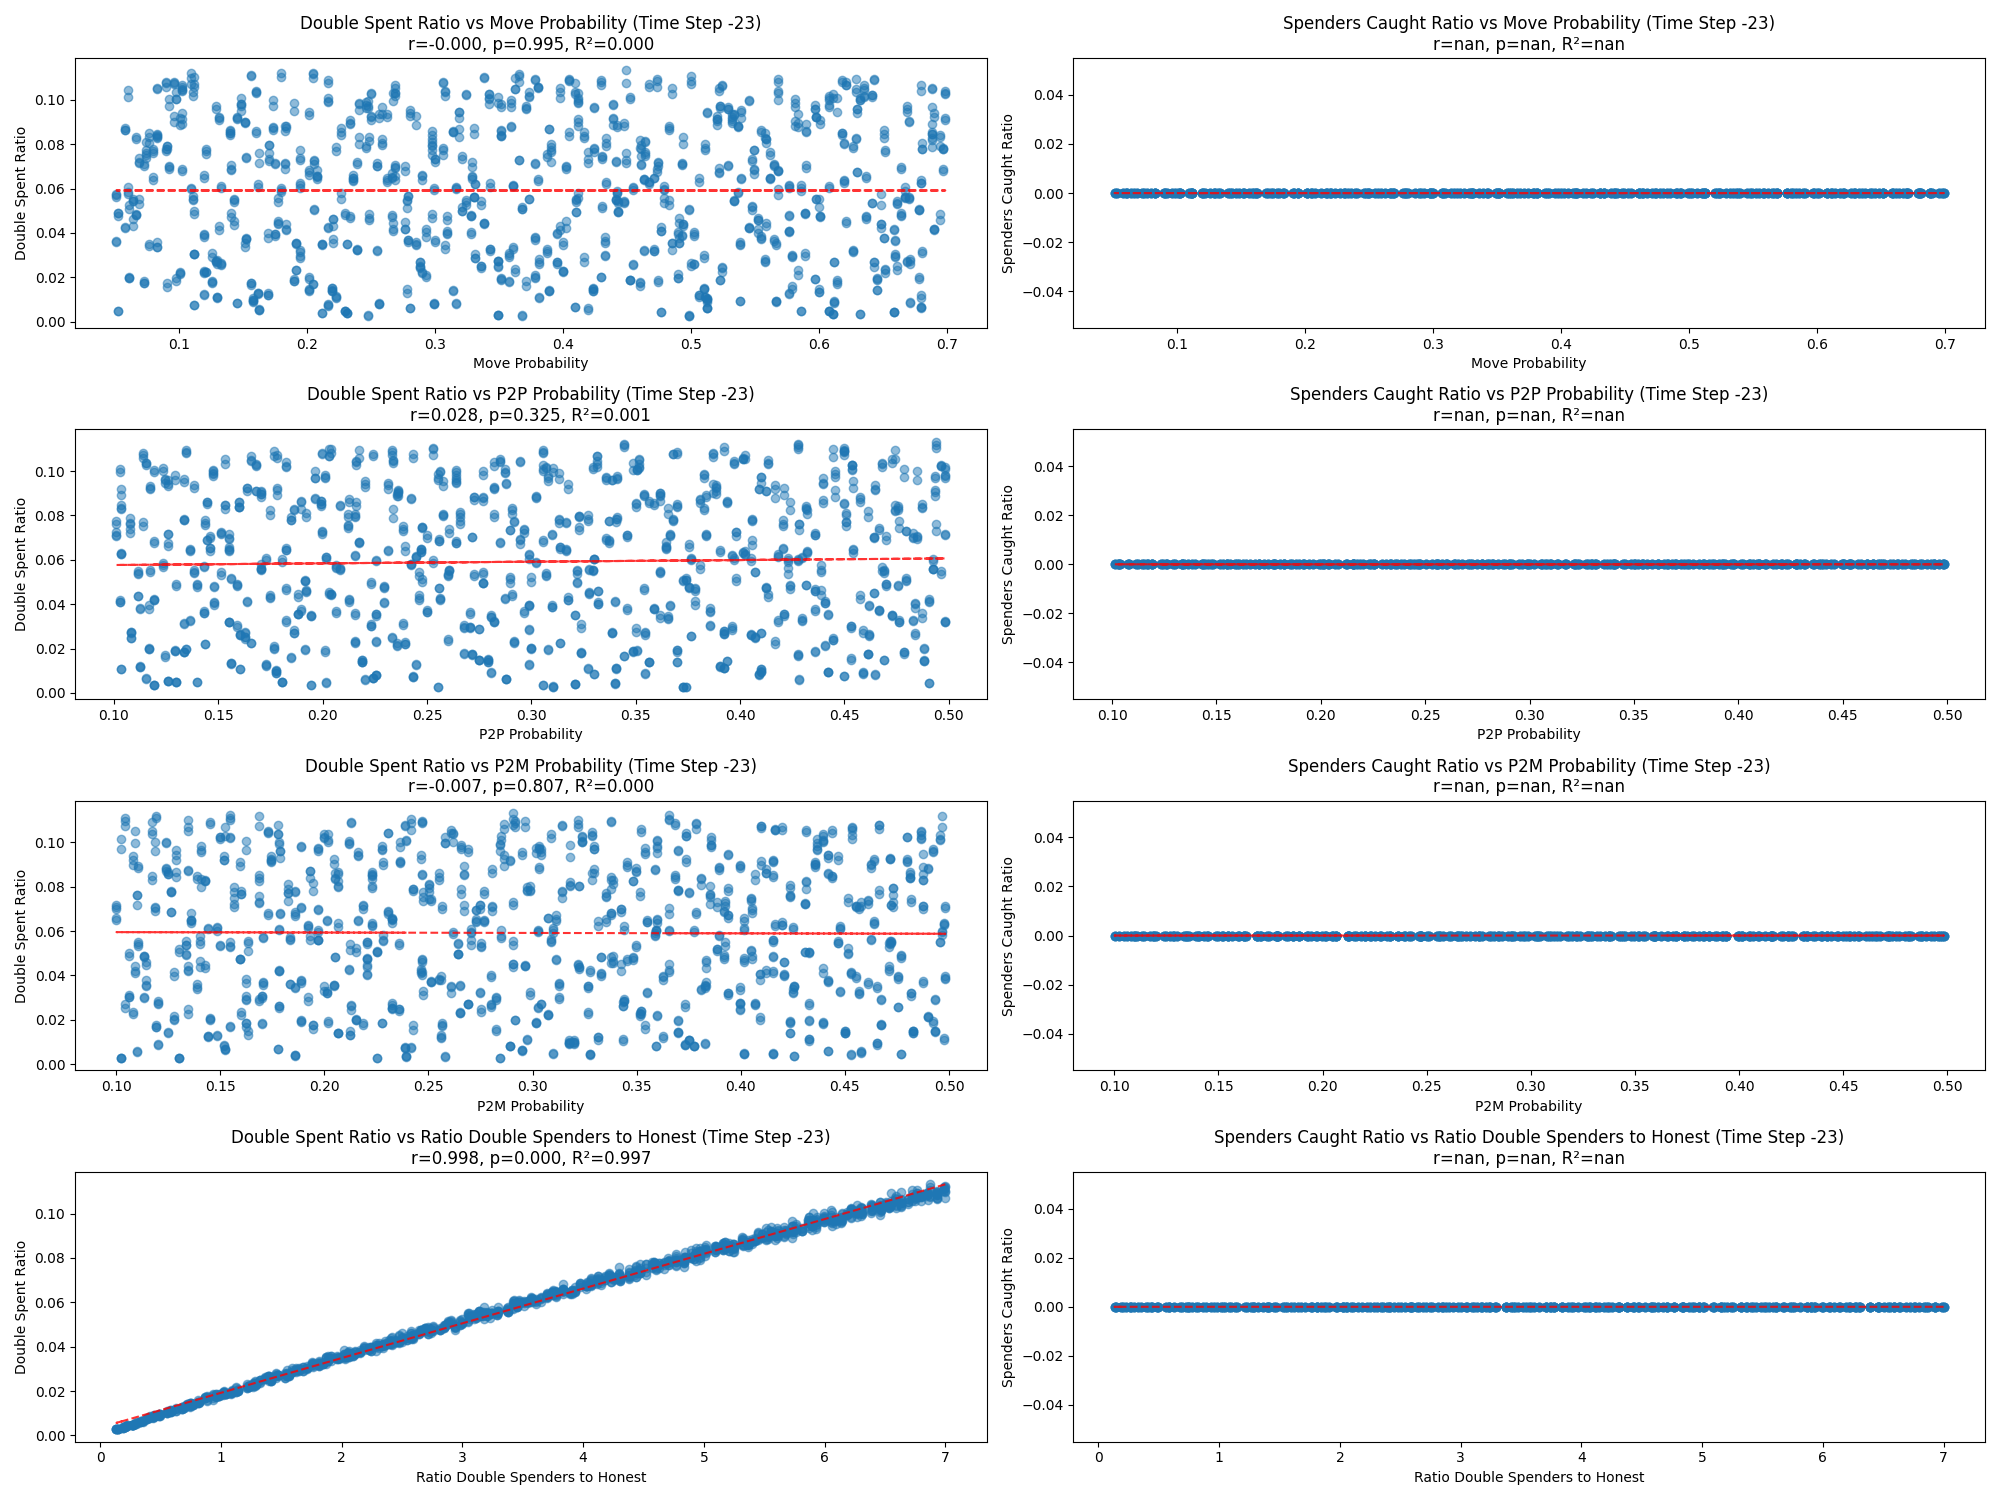 Double Spent Ratio vs Move Probability (Time Step -23)
r=-0.000, p=0.995, R²=0.000
Double Spent Ratio
0.10
0.08
0.06
0.04
0.02
0.00
0.1 0.2 0.3 0.4 0.5 0.6 0.7
Move Probability
Spenders Caught Ratio vs Move Probability (Time Step -23)
r=nan, p=nan, R²=nan
Spenders Caught Ratio
0.04
0.02
0.00
−0.02
−0.04
0.1 0.2 0.3 0.4 0.5 0.6 0.7
Move Probability
Double Spent Ratio vs P2P Probability (Time Step -23)
r=0.028, p=0.325, R²=0.001
Double Spent Ratio
0.10
0.08
0.06
0.04
0.02
0.00
0.10 0.15 0.20 0.25 0.30 0.35 0.40 0.45 0.50
P2P Probability
Spenders Caught Ratio vs P2P Probability (Time Step -23)
r=nan, p=nan, R²=nan
Spenders Caught Ratio
0.04
0.02
0.00
−0.02
−0.04
0.10 0.15 0.20 0.25 0.30 0.35 0.40 0.45 0.50
P2P Probability
Double Spent Ratio vs P2M Probability (Time Step -23)
r=-0.007, p=0.807, R²=0.000
Double Spent Ratio
0.10
0.08
0.06
0.04
0.02
0.00
0.10 0.15 0.20 0.25 0.30 0.35 0.40 0.45 0.50
P2M Probability
Spenders Caught Ratio vs P2M Probability (Time Step -23)
r=nan, p=nan, R²=nan
Spenders Caught Ratio
0.04
0.02
0.00
−0.02
−0.04
0.10 0.15 0.20 0.25 0.30 0.35 0.40 0.45 0.50
P2M Probability
Double Spent Ratio vs Ratio Double Spenders to Honest (Time Step -23)
r=0.998, p=0.000, R²=0.997
Double Spent Ratio
0.10
0.08
0.06
0.04
0.02
0.00
0 1 2 3 4 5 6 7
Ratio Double Spenders to Honest
Spenders Caught Ratio vs Ratio Double Spenders to Honest (Time Step -23)
r=nan, p=nan, R²=nan
Spenders Caught Ratio
0.04
0.02
0.00
−0.02
−0.04
0 1 2 3 4 5 6 7
Ratio Double Spenders to Honest